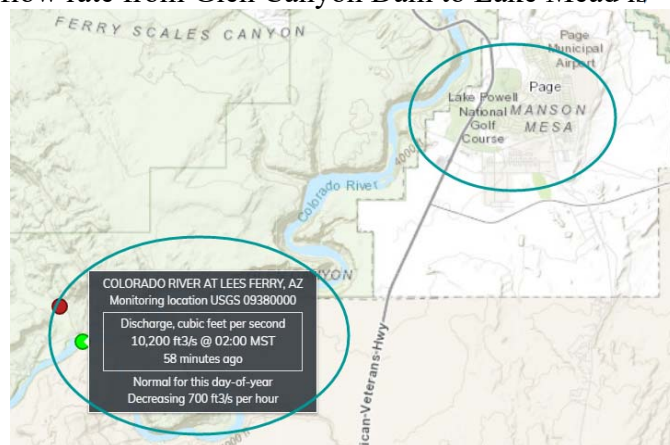 flow rate from Glen Canyon Dam to Lake Mead is
FERRY SCALES CANYON
Page
Municipal
Airport
Page
Lake Powell
National
Golf
Course
MANSON
MESA
4000 ft
Colorado River
CANYON
COLORADO RIVER AT LEES FERRY, AZ
Monitoring location USGS 09380000
Discharge, cubic feet per second
10,200 ft3/s @ 02:00 MST
58 minutes ago
Normal for this day-of-year
Decreasing 700 ft3/s per hour
ican-Veterans-Hwy